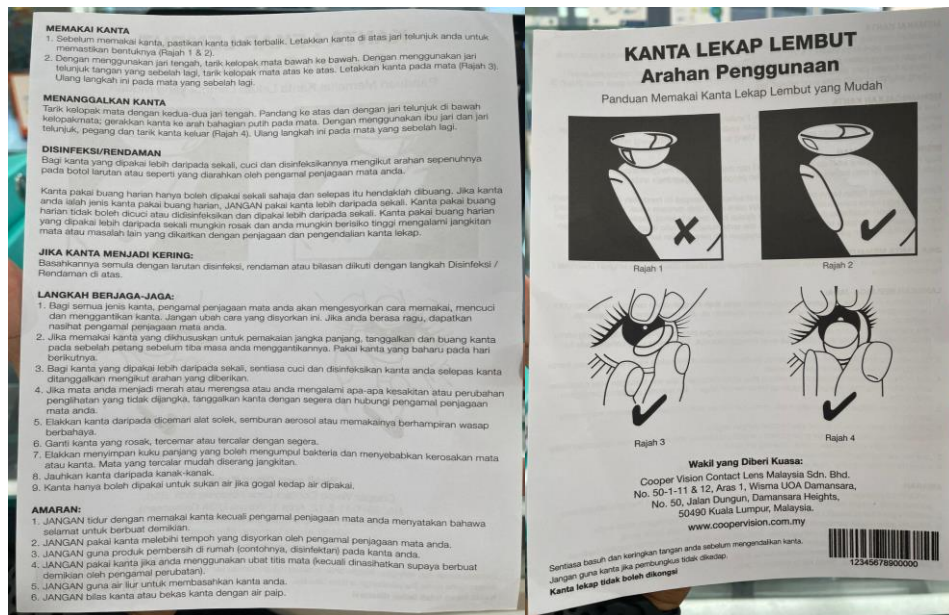 MEMAKAI KANTA
1. Sebelum memakai kanta, pastikan kanta tidak terbalik. Letakkan kanta di atas jari telunjuk anda untuk
memastikan bentuknya (Rajah 1 & 2).
2. Dengan menggunakan jari tengah, tarik kelopak mata bawah ke bawah. Dengan menggunakan jari
telunjuk tangan yang sebelah lagi, tarik kelopak mata atas ke atas. Letakkan kanta pada mata (Rajah 3).
Ulang langkah ini pada mata yang sebelah lagi.
MENANGGALKAN KANTA
Tarik kelopak mata dengan kedua-dua jari tengah. Pandang ke atas dan dengan jari telunjuk di bawah
kelopakmata; gerakkan kanta ke arah bahagian putih pada mata. Dengan menggunakan ibu jari dan jari
telunjuk, pegang dan tarik kanta keluar (Rajah 4). Ulang langkah ini pada mata yang sebelah lagi.
DISINFEKSI/RENDAMAN
Bagi kanta yang dipakai lebih daripada sekali, cuci dan disinfeksikannya mengikut arahan sepenuhnya
pada botol larutan atau seperti yang diarahkan oleh pengamal penjagaan mata anda.
Kanta pakai buang harian hanya boleh dipakai sekali sahaja dan selepas itu hendaklah dibuang. Jika kanta
anda ialah jenis kanta pakai buang harian, JANGAN pakai kanta lebih daripada sekali. Kanta pakai buang
harian tidak boleh dicuci atau didisinfeksikan dan dipakai lebih daripada sekali. Kanta pakai buang harian
yang dipakai lebih daripada sekali mungkin rosak dan anda mungkin berisiko tinggi mengalami jangkitan
mata atau masalah lain yang dikaitkan dengan penjagaan dan pengendalian kanta lekap.
JIKA KANTA MENJADI KERING:
Basahkannya semula dengan larutan disinfeksi, rendaman atau bilasan diikuti dengan langkah Disinfeksi /
Rendaman di atas.
LANGKAH BERJAGA-JAGA:
1. Bagi semua jenis kanta, pengamal penjagaan mata anda akan mengesyorkan cara memakai, mencuci
dan menggantikan kanta. Jangan ubah cara yang disyorkan ini. Jika anda berasa ragu, dapatkan
nasihat pengamal penjagaan mata anda.
2. Jika memakai kanta yang dikhususkan untuk pemakaian jangka panjang, tanggalkan dan buang kanta
pada sebelah petang sebelum tiba masa anda menggantikannya. Pakai kanta yang baharu pada hari
berikutnya.
3. Bagi kanta yang dipakai lebih daripada sekali, sentiasa cuci dan disinfeksikan kanta anda selepas kanta
ditanggalkan mengikut arahan yang diberikan.
4. Jika mata anda menjadi merah atau merengsa atau anda mengalami apa-apa kesakitan atau perubahan
penglihatan yang tidak dijangka, tanggalkan kanta dengan segera dan hubungi pengamal penjagaan
mata anda.
5. Elakkan kanta daripada dicemari alat solek, semburan aerosol atau memakainya berhampiran wasap
berbahaya.
6. Ganti kanta yang rosak, tercemar atau tercalar dengan segera.
7. Elakkan menyimpan kuku panjang yang boleh mengumpul bakteria dan menyebabkan kerosakan mata
atau kanta. Mata yang tercalar mudah diserang jangkitan.
8. Jauhkan kanta daripada kanak-kanak.
9. Kanta hanya boleh dipakai untuk sukan air jika gogal kedap air dipakai.
AMARAN:
1. JANGAN tidur dengan memakai kanta kecuali pengamal penjagaan mata anda menyatakan bahawa
selamat untuk berbuat demikian.
2. JANGAN pakai kanta melebihi tempoh yang disyorkan oleh pengamal penjagaan mata anda.
3. JANGAN guna produk pembersih di rumah (contohnya, disinfektan) pada kanta anda.
4. JANGAN pakai kanta jika anda menggunakan ubat titis mata (kecuali dinasihatkan supaya berbuat
demikian oleh pengamal perubatan).
5. JANGAN guna air liur untuk membasahkan kanta anda.
6. JANGAN bilas kanta atau bekas kanta dengan air paip.
KANTA LEKAP LEMBUT
Arahan Penggunaan
Panduan Memakai Kanta Lekap Lembut yang Mudah
Rajah 1
Rajah 2
Rajah 3
Rajah 4
Wakil yang Diberi Kuasa:
Cooper Vision Contact Lens Malaysia Sdn. Bhd.
No. 50-1-11 & 12, Aras 1, Wisma UOA Damansara,
No. 50, Jalan Dungun, Damansara Heights,
50490 Kuala Lumpur, Malaysia.
www.coopervision.com.my
Sentiasa basuh dan keringkan tangan anda sebelum mengendalikan kanta.
Jangan guna kanta jika pembungkus tidak dikedap.
Kanta lekap tidak boleh dikongsi
12345678900000